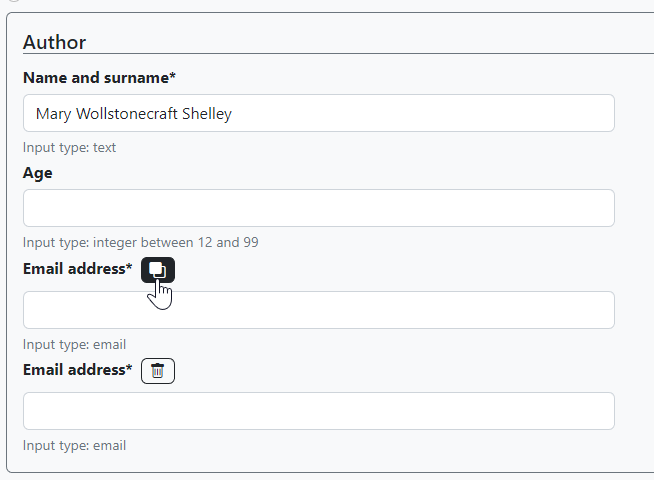 Author
Name and surname*
Mary Wollstonecraft Shelley
Input type: text
Age
Input type: integer between 12 and 99
Email address*
Input type: email
Email address*
Input type: email